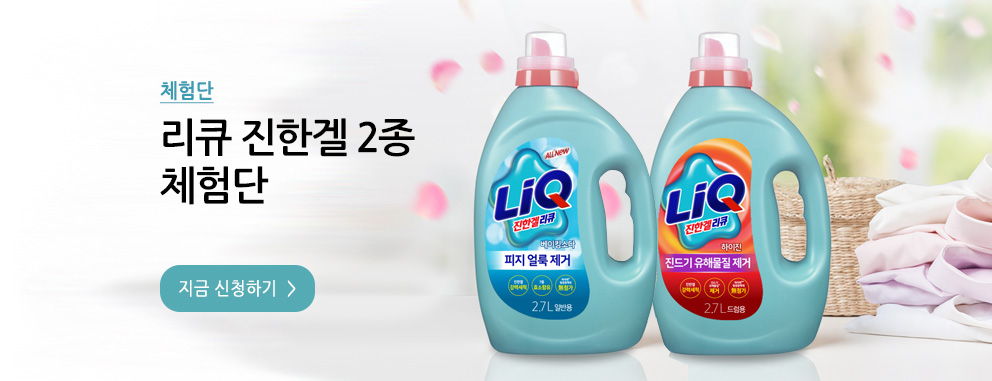 체험단
리큐 진한겔 2종
체험단
지금 신청하기 >
ALL New
LiQ
진한겔리큐
베이킹소다
피지 얼룩 제거
2.7L 일반용
LiQ
진한겔리큐
하이진
진드기 유해물질 제거
제거
2.7L 드럼용